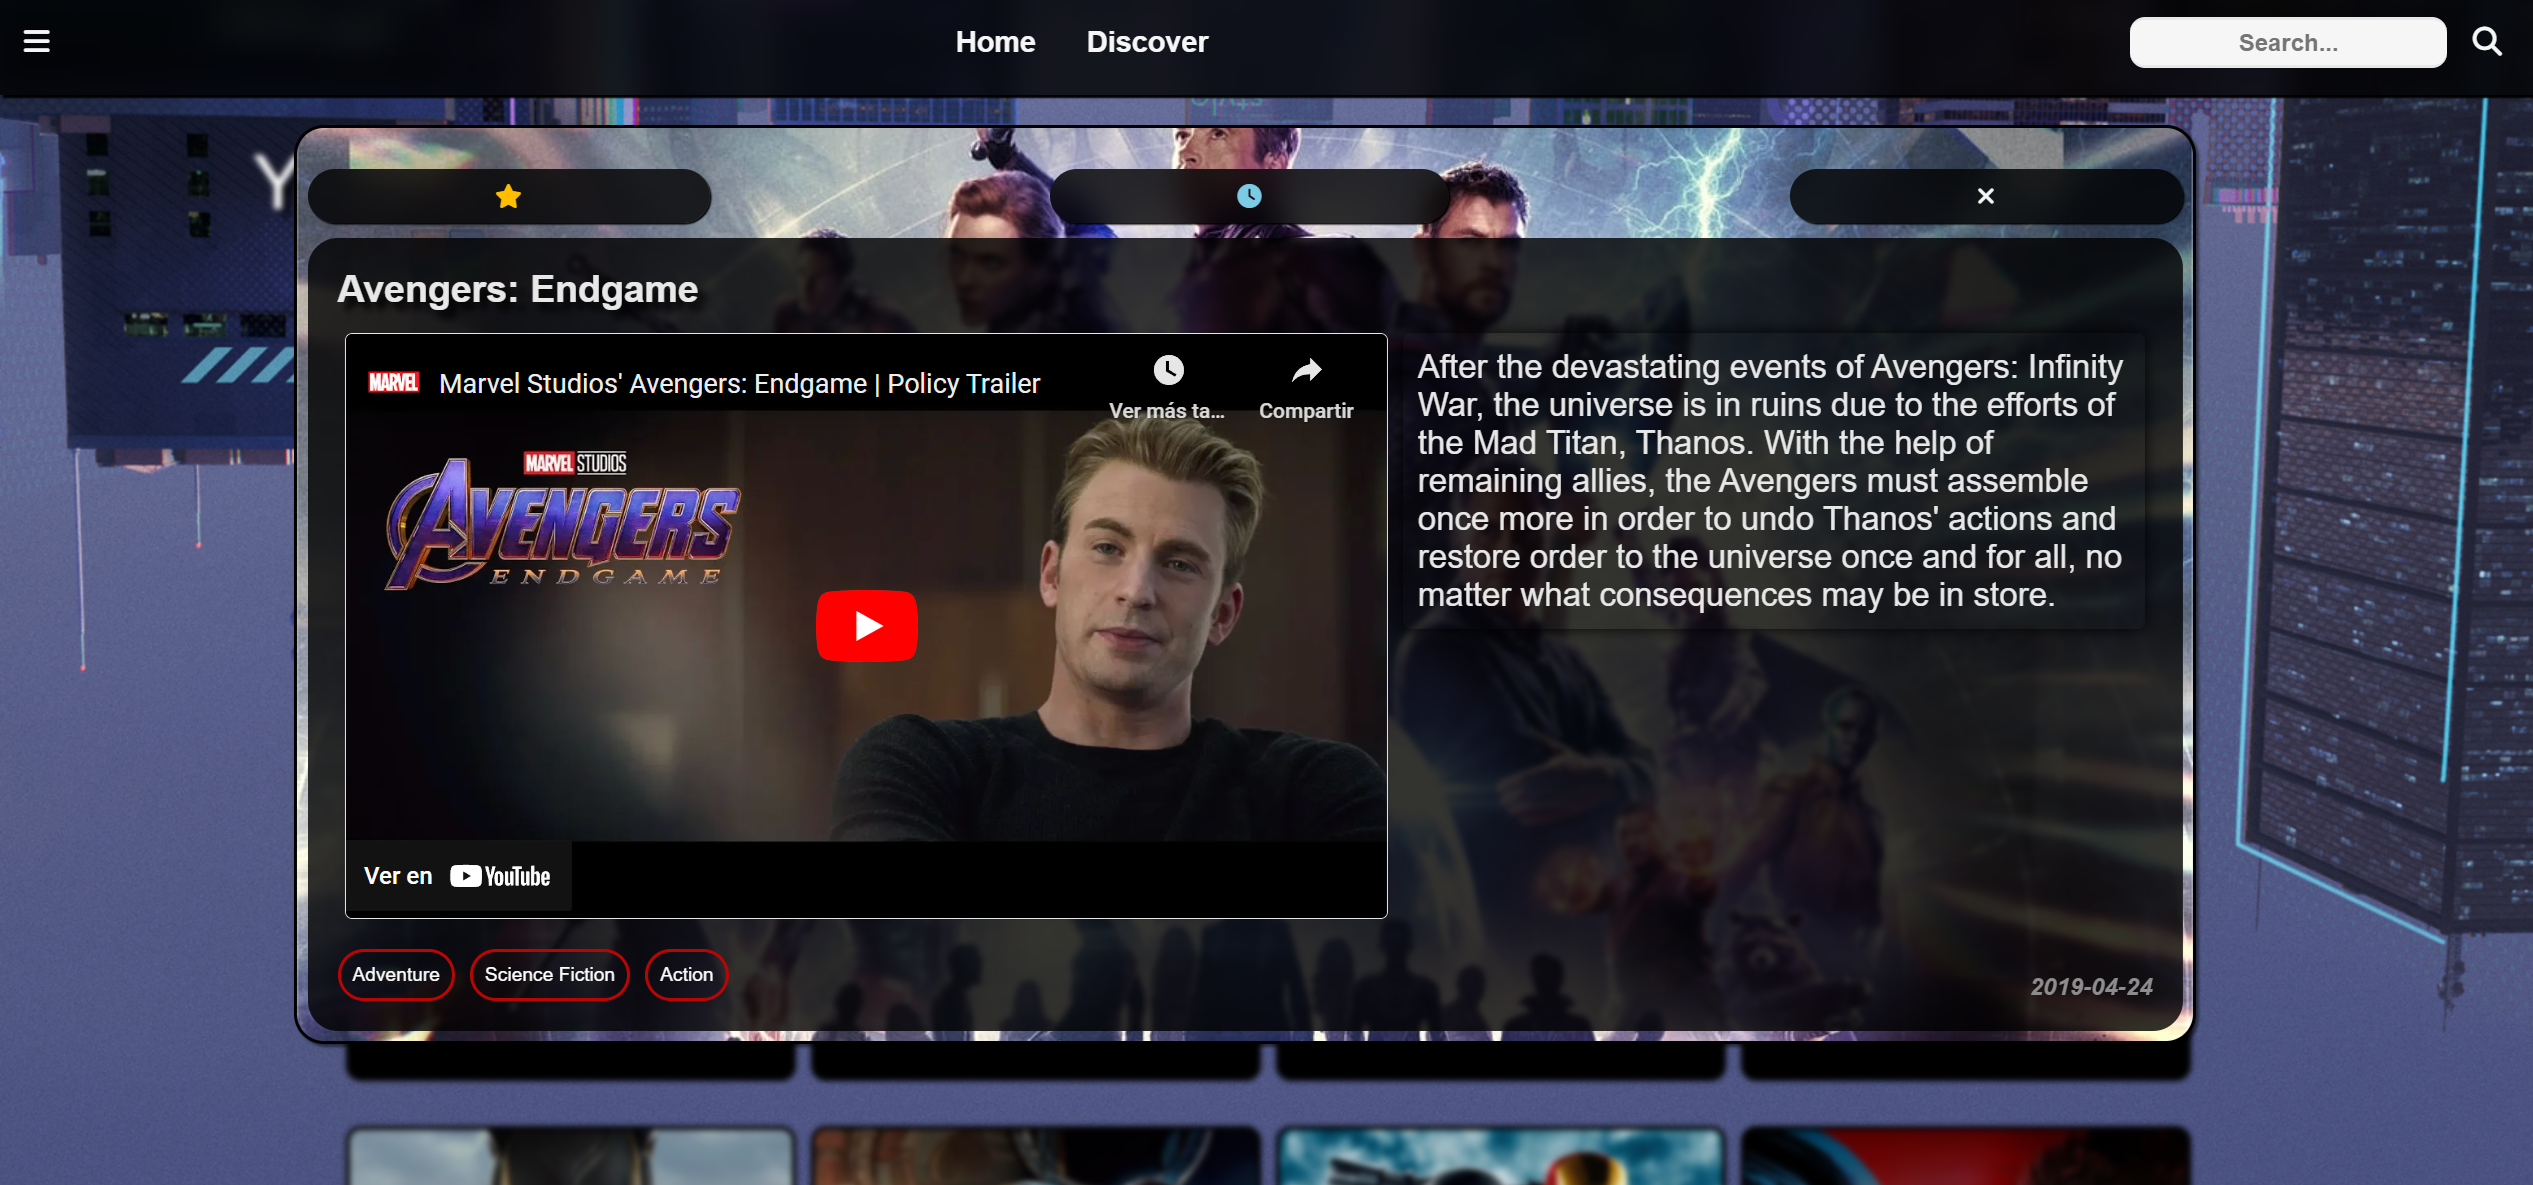 Home
Discover
Search...
Y
Avengers: Endgame
MARVEL
Marvel Studios' Avengers: Endgame | Policy Trailer
Ver más ta...
Compartir
MARVEL STUDIOS
AVENGERS
ENDGAME
After the devastating events of Avengers: Infinity
War, the universe is in ruins due to the efforts of
the Mad Titan, Thanos. With the help of
remaining allies, the Avengers must assemble
once more in order to undo Thanos' actions and
restore order to the universe once and for all, no
matter what consequences may be in store.
Ver en YouTube
Adventure
Science Fiction
Action
2019-04-24